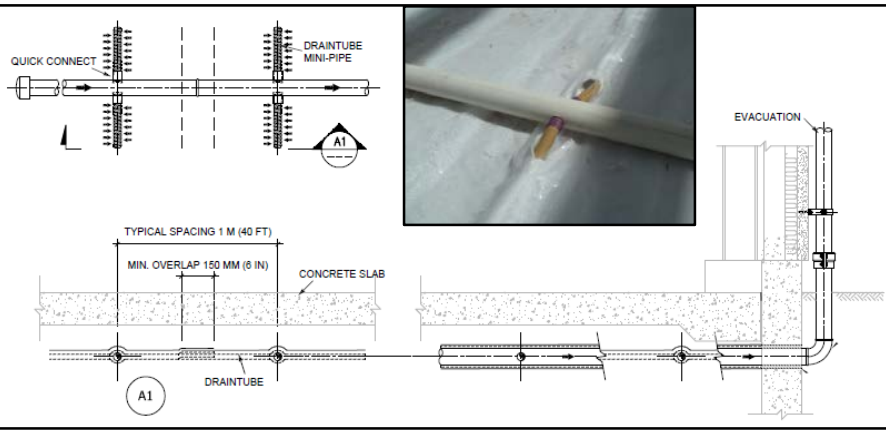 QUICK CONNECT
DRAINTUBE
MINI-PIPE
A1
EVACUATION
TYPICAL SPACING 1 M (40 FT)
MIN. OVERLAP 150 MM (6 IN)
CONCRETE SLAB
DRAINTUBE
A1